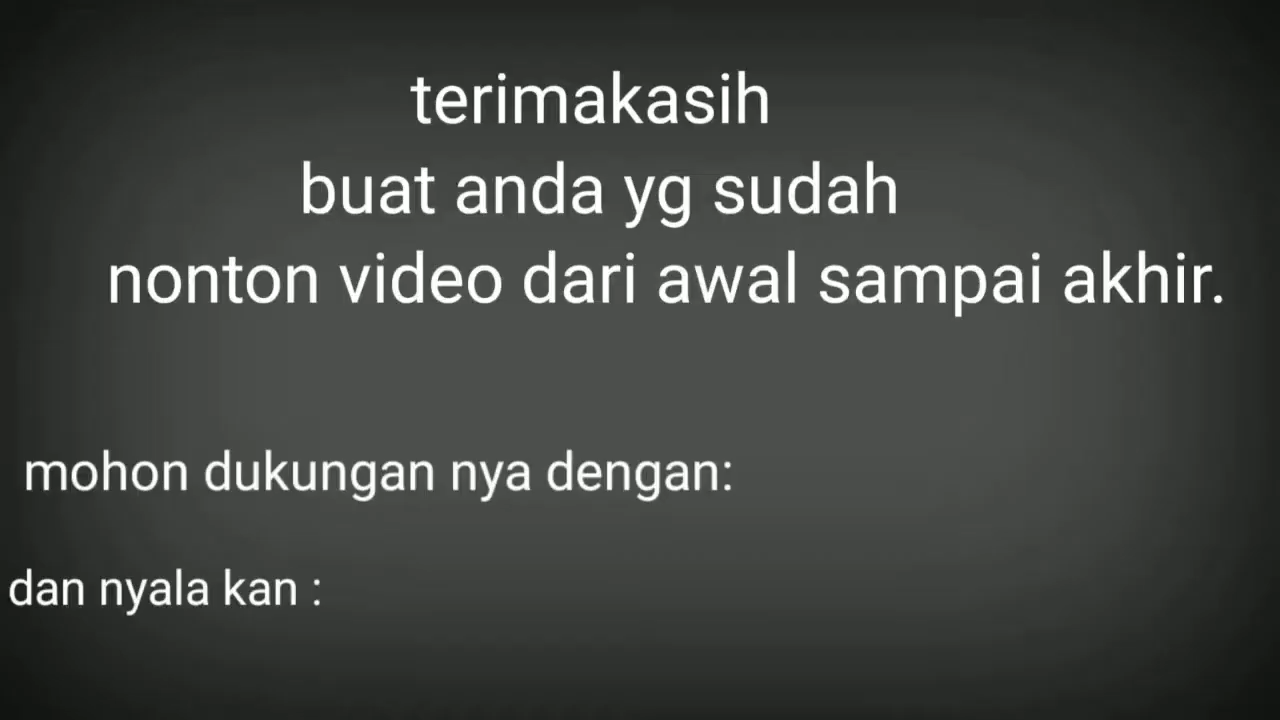 terimakasih
buat anda yg sudah
nonton video dari awal sampai akhir.
mohon dukungan nya dengan:
dan nyala kan :